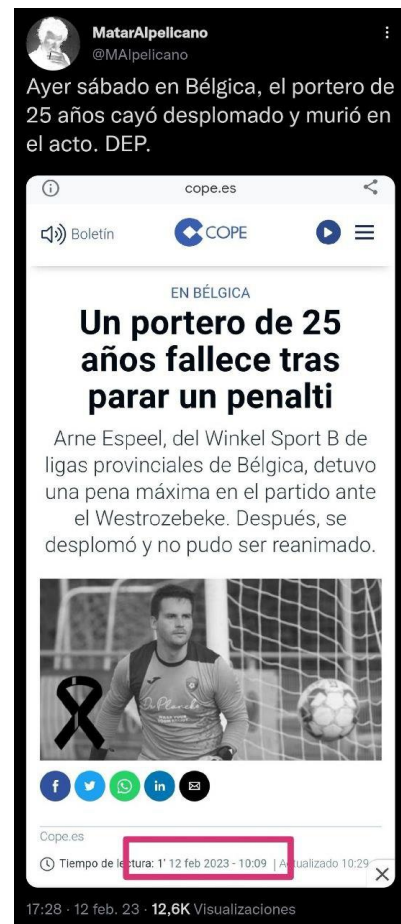 MatarAlpelicano
@MAlpelicano
Ayer sábado en Bélgica, el portero de
25 años cayó desplomado y murió en
el acto. DEP.
cope.es
Boletín
COPE
EN BÉLGICA
Un portero de 25
años fallece tras
parar un penalti
Arne Espeel, del Winkel Sport B de
ligas provinciales de Bélgica, detuvo
una pena máxima en el partido ante
el Westrozebeke. Después, se
desplomó y no pudo ser reanimado.
De Plancke
Cope.es
Tiempo de lectura: 1' 12 feb 2023 - 10:09 | Actualizado 10:29
17:28 · 12 feb. 23 · 12,6K Visualizaciones